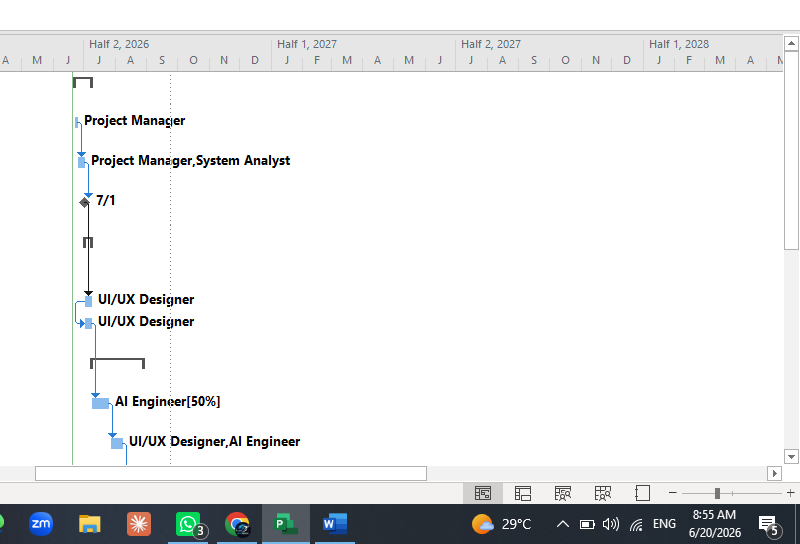 Half 2, 2026 Half 1, 2027 Half 2, 2027 Half 1, 2028
A M J J A S O N D J F M A M J J A S O N D J F M A M
Project Manager
Project Manager,System Analyst
7/1
UI/UX Designer
UI/UX Designer
AI Engineer[50%]
UI/UX Designer,AI Engineer
zm
3
P
W
29°C
ENG
8:55 AM
6/20/2026
5